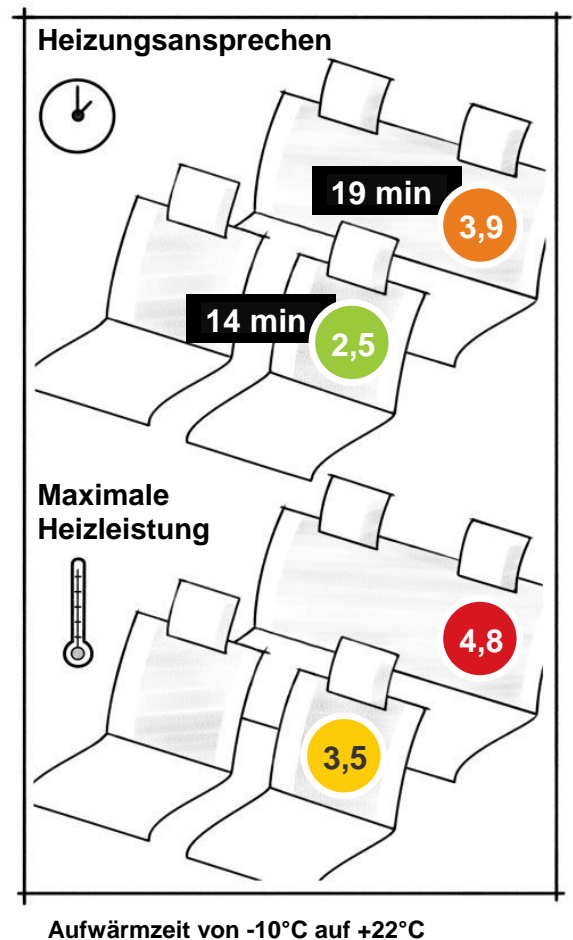 Heizungsansprechen
19 min
3,9
14 min
2,5
Maximale
Heizleistung
4,8
3,5
Aufwärmzeit von -10°C auf +22°C